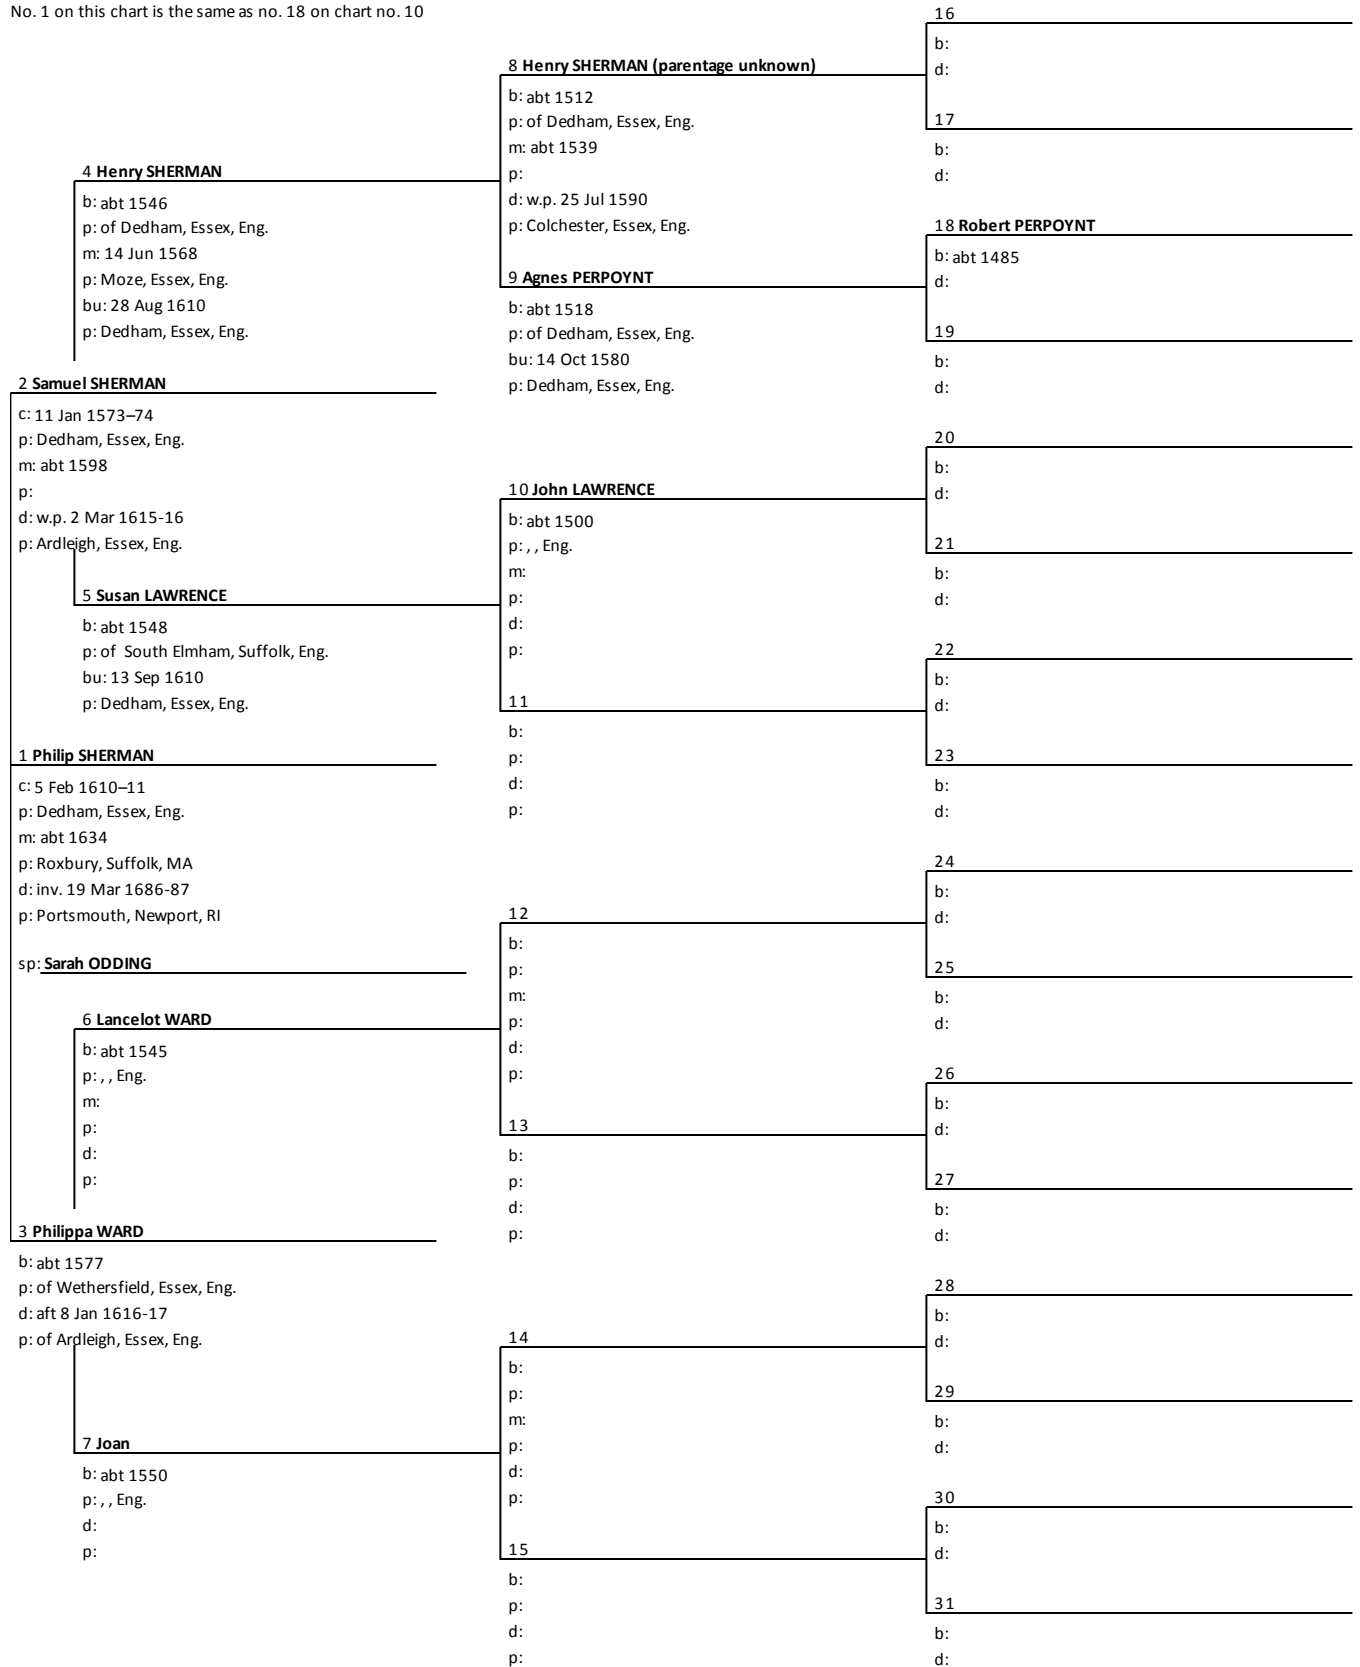 No. 1 on this chart is the same as no. 18 on chart no. 10
16
b:
d:
8 Henry SHERMAN (parentage unknown)
b: abt 1512
p: of Dedham, Essex, Eng.
m: abt 1539
p:
d: w.p. 25 Jul 1590
p: Colchester, Essex, Eng.
17
b:
d:
4 Henry SHERMAN
b: abt 1546
p: of Dedham, Essex, Eng.
m: 14 Jun 1568
p: Moze, Essex, Eng.
bu: 28 Aug 1610
p: Dedham, Essex, Eng.
18 Robert PERPOYNT
b: abt 1485
d:
9 Agnes PERPOYNT
b: abt 1518
p: of Dedham, Essex, Eng.
bu: 14 Oct 1580
p: Dedham, Essex, Eng.
19
b:
d:
2 Samuel SHERMAN
c: 11 Jan 1573–74
p: Dedham, Essex, Eng.
m: abt 1598
p:
d: w.p. 2 Mar 1615-16
p: Ardleigh, Essex, Eng.
20
b:
d:
10 John LAWRENCE
b: abt 1500
p: , , Eng.
m:
p:
d:
p:
21
b:
d:
5 Susan LAWRENCE
b: abt 1548
p: of South Elmham, Suffolk, Eng.
bu: 13 Sep 1610
p: Dedham, Essex, Eng.
22
b:
d:
11
b:
p:
d:
p:
23
b:
d:
1 Philip SHERMAN
c: 5 Feb 1610–11
p: Dedham, Essex, Eng.
m: abt 1634
p: Roxbury, Suffolk, MA
d: inv. 19 Mar 1686-87
p: Portsmouth, Newport, RI
sp: Sarah ODDING
24
b:
d:
12
b:
p:
m:
p:
d:
p:
25
b:
d:
6 Lancelot WARD
b: abt 1545
p: , , Eng.
m:
p:
d:
p:
26
b:
d:
13
b:
p:
d:
p:
27
b:
d:
3 Philippa WARD
b: abt 1577
p: of Wethersfield, Essex, Eng.
d: aft 8 Jan 1616-17
p: of Ardleigh, Essex, Eng.
28
b:
d:
14
b:
p:
m:
p:
d:
p:
29
b:
d:
7 Joan
b: abt 1550
p: , , Eng.
d:
p:
30
b:
d:
15
b:
p:
d:
p:
31
b:
d: